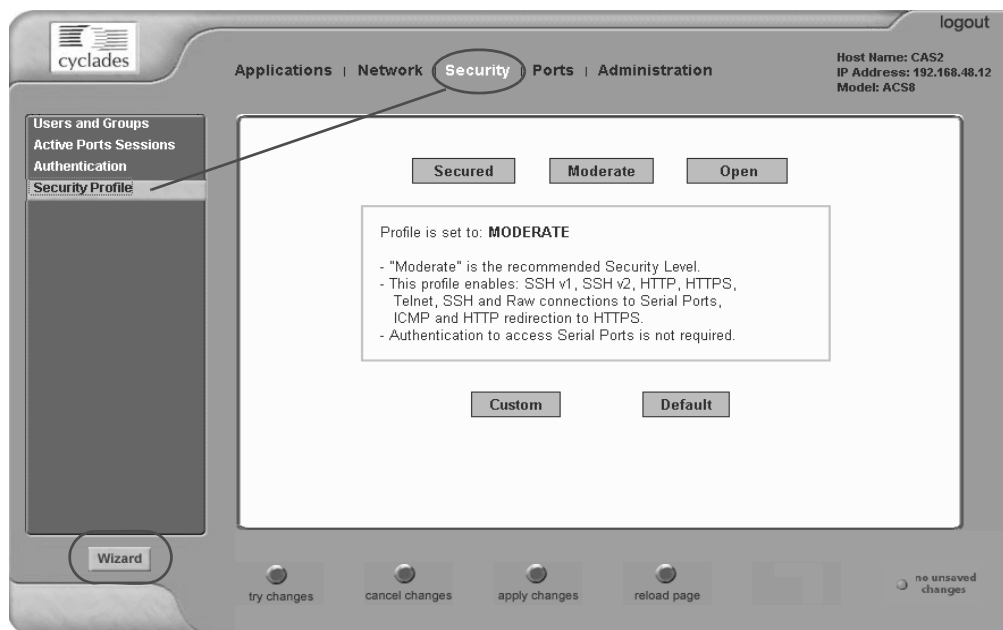 logout
cyclades
Applications | Network | Security | Ports | Administration
Host Name: CAS2
IP Address: 192.168.48.12
Model: ACS8
Users and Groups
Active Ports Sessions
Authentication
Security Profile
Secured Moderate Open
Profile is set to: MODERATE
- "Moderate" is the recommended Security Level.
- This profile enables: SSH v1, SSH v2, HTTP, HTTPS,
Telnet, SSH and Raw connections to Serial Ports,
ICMP and HTTP redirection to HTTPS.
- Authentication to access Serial Ports is not required.
Custom Default
Wizard
try changes cancel changes apply changes reload page
no unsaved
changes